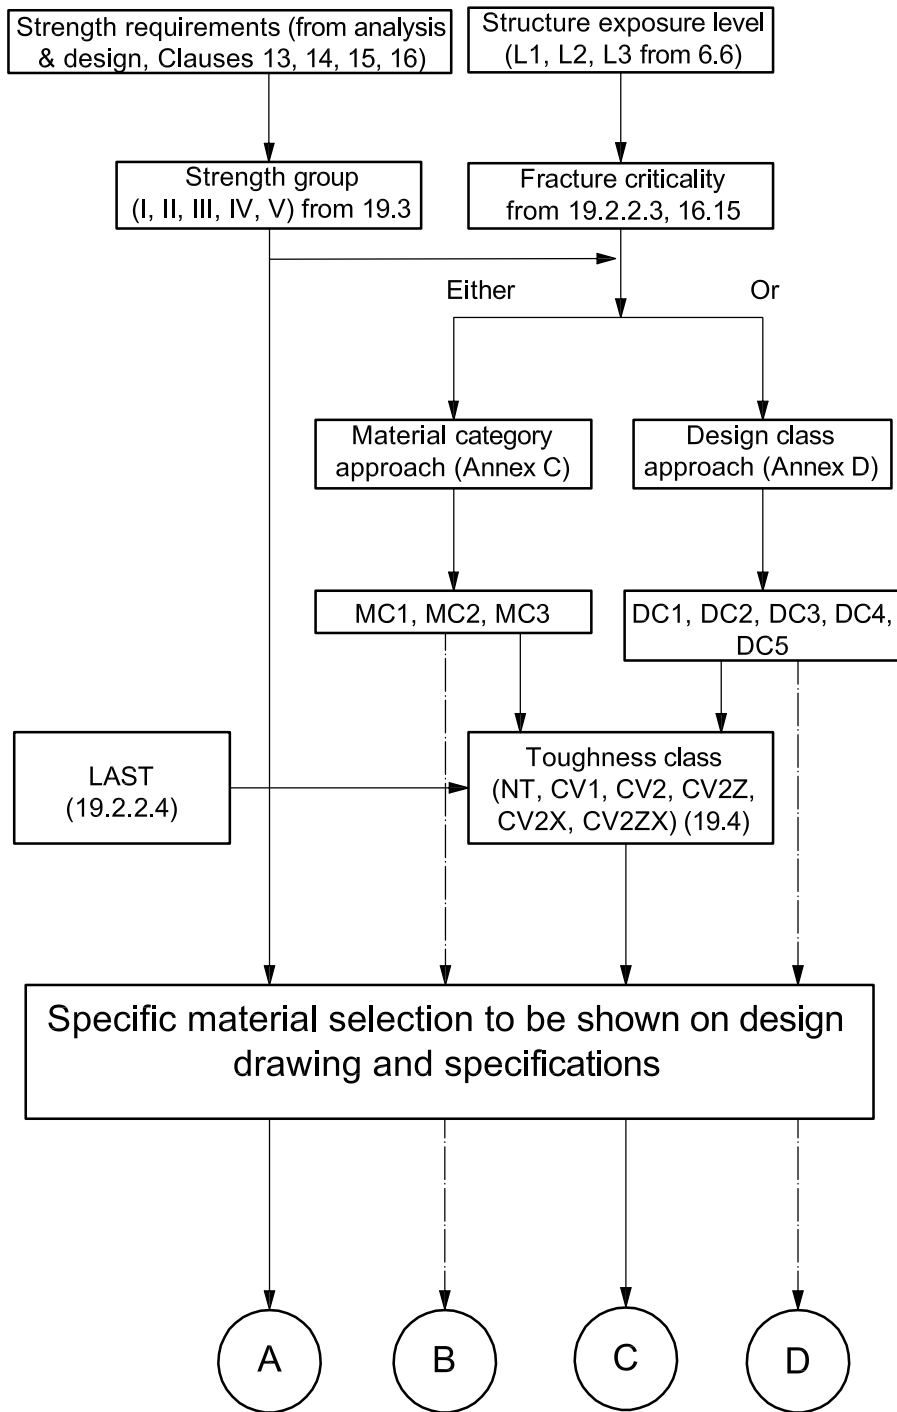 Strength requirements (from analysis
& design, Clauses 13, 14, 15, 16)
Structure exposure level
(L1, L2, L3 from 6.6)
Strength group
(I, II, III, IV, V) from 19.3
Fracture criticality
from 19.2.2.3, 16.15
Either
Or
Material category
approach (Annex C)
Design class
approach (Annex D)
MC1, MC2, MC3
DC1, DC2, DC3, DC4,
DC5
LAST
(19.2.2.4)
Toughness class
(NT, CV1, CV2, CV2Z,
CV2X, CV2ZX) (19.4)
Specific material selection to be shown on design
drawing and specifications
A
B
C
D